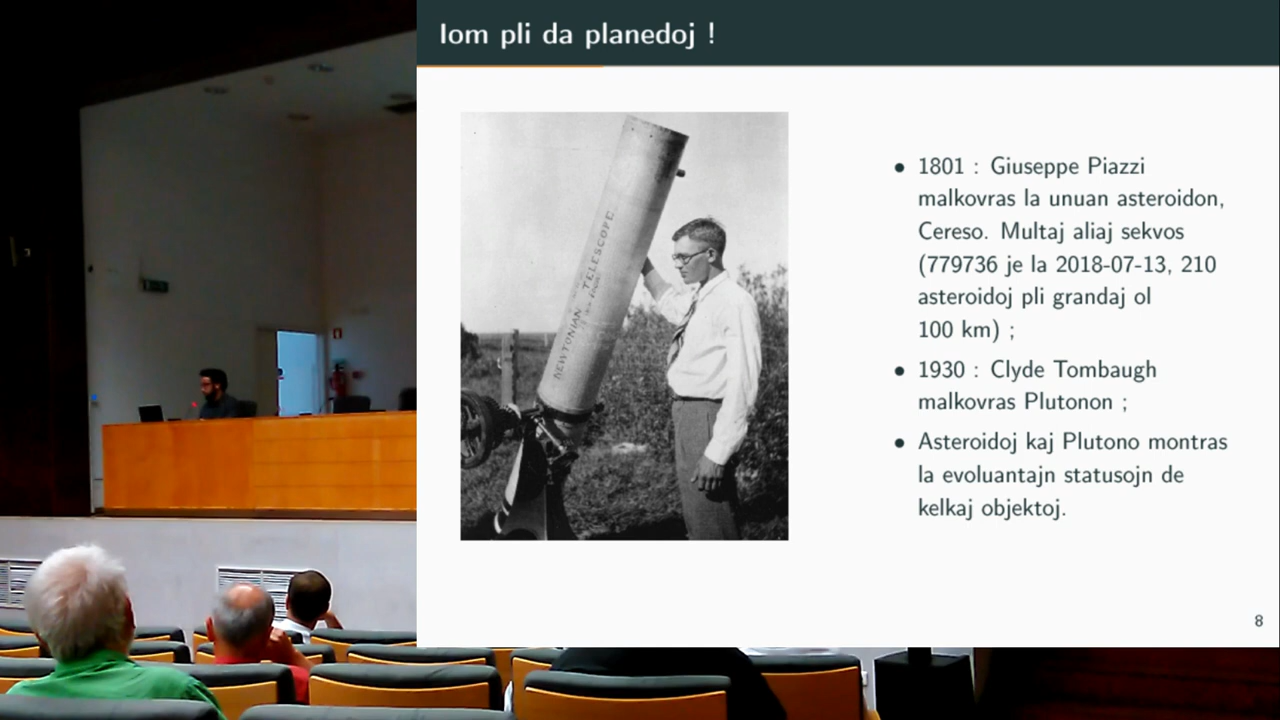 Iom pli da planedoj !
NEWTONIAN TELESCOPE
• 1801 : Giuseppe Piazzi
malkovras la unuan asteroidon,
Cereso. Multaj aliaj sekvos
(779736 je la 2018-07-13, 210
asteroidoj pli grandaj ol
100 km) ;
• 1930 : Clyde Tombaugh
malkovras Plutonon ;
• Asteroidoj kaj Plutono montras
la evoluantajn statusojn de
kelkaj objektoj.
8